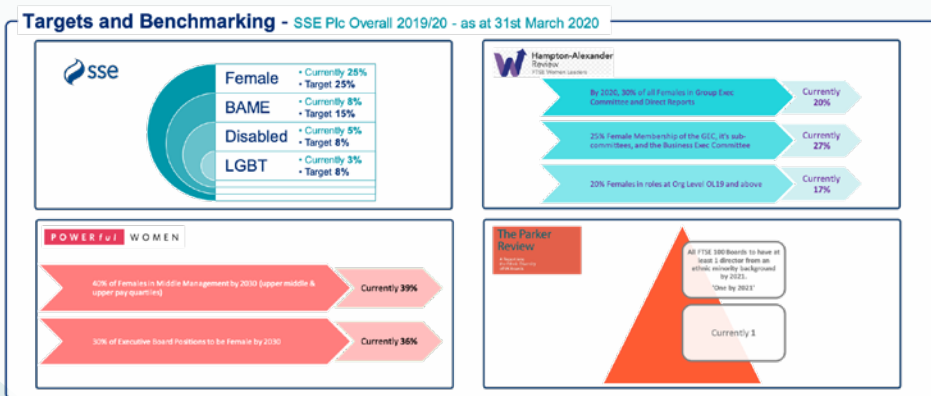 Targets and Benchmarking - SSE Plc Overall 2019/20 - as at 31st March 2020
sse
Female
• Currently 25%
• Target 25%
BAME
• Currently 8%
• Target 15%
Disabled
• Currently 5%
• Target 8%
LGBT
• Currently 3%
• Target 8%
Hampton-Alexander
Review
FTSE Women Leaders
By 2020, 30% of all Females in Group Exec
Committee and Direct Reports
Currently
20%
25% Female Membership of the GEC, it's sub-
committees, and the Business Exec Committee
Currently
27%
20% Females in roles at Org Level OL19 and above
Currently
17%
POWERful WOMEN
40% of Females in Middle Management by 2030 (upper middle &
upper pay quartiles)
Currently 39%
30% of Executive Board Positions to be Female by 2030
Currently 36%
The Parker
Review
All FTSE 100 Boards to have at
least 1 director from an
ethnic minority background
by 2021.
'One by 2021'
Currently 1